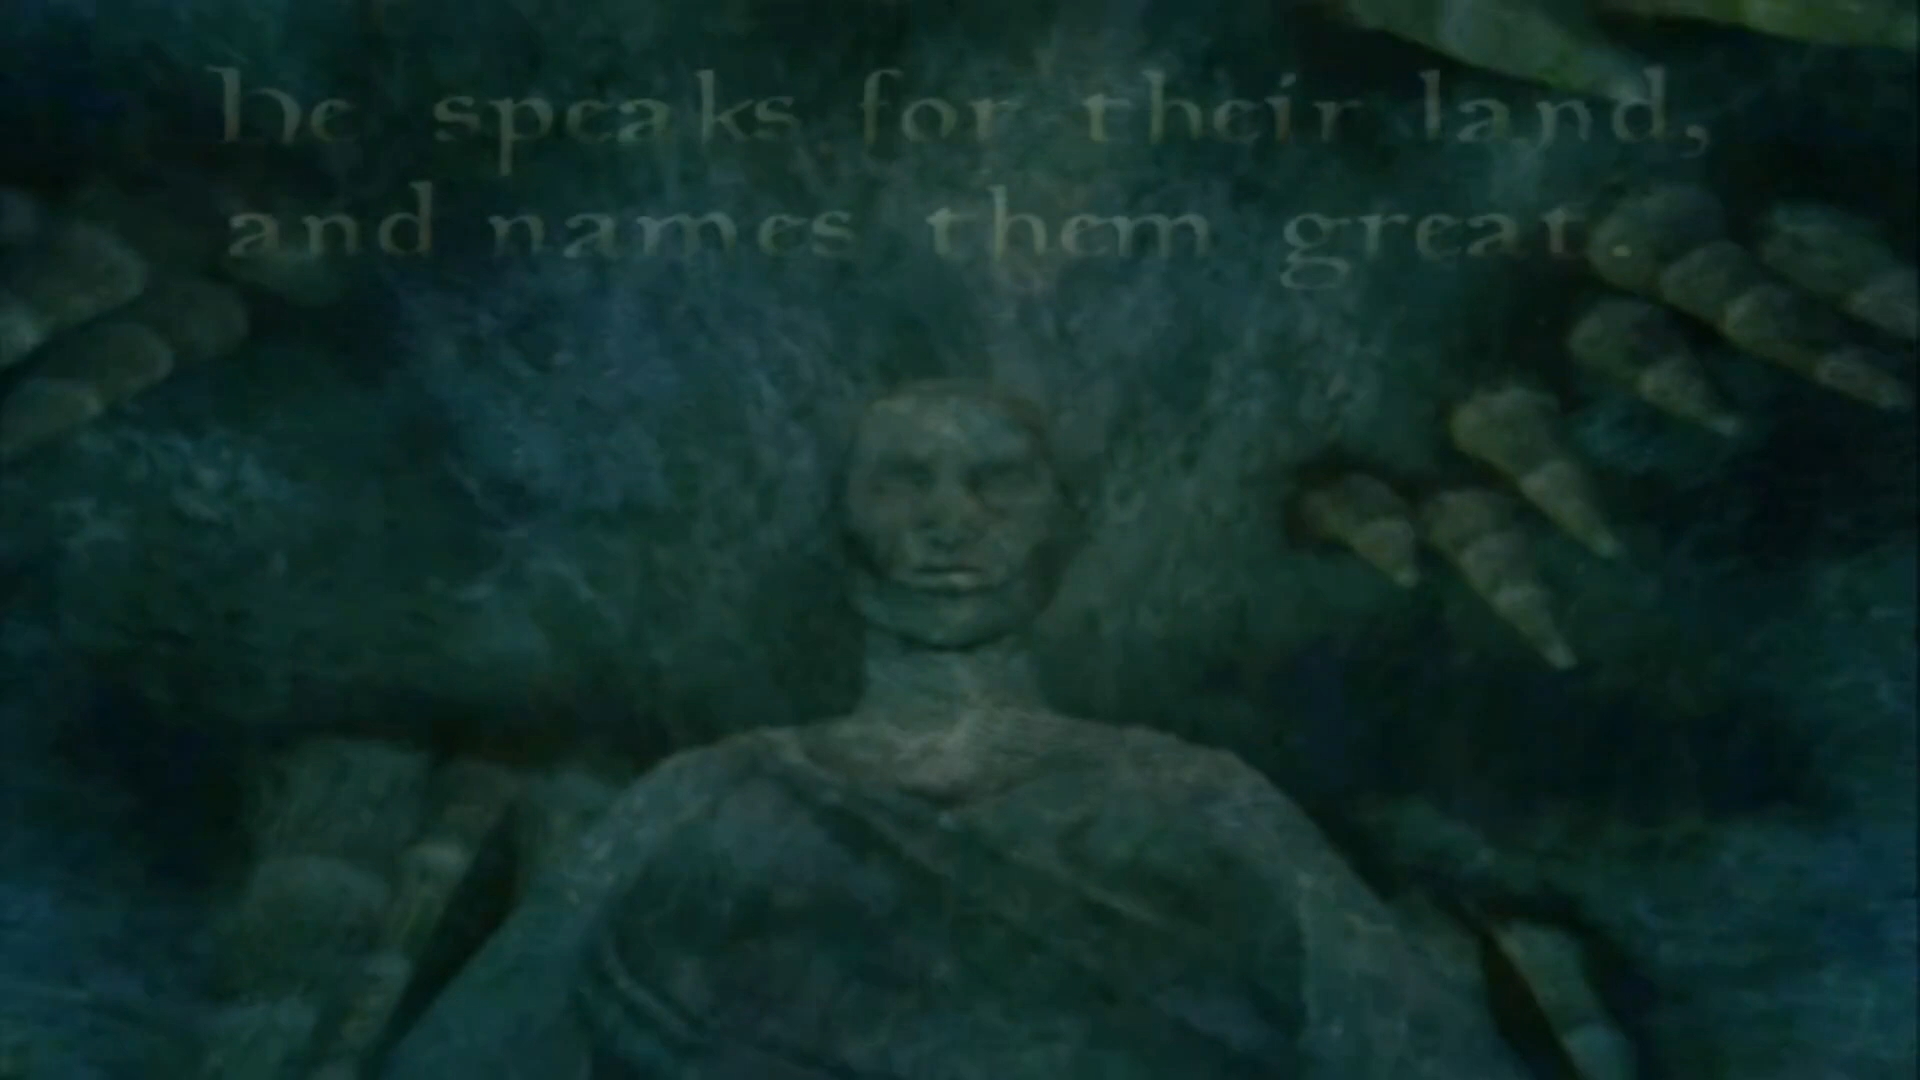 he speaks for their land,
and names them great.